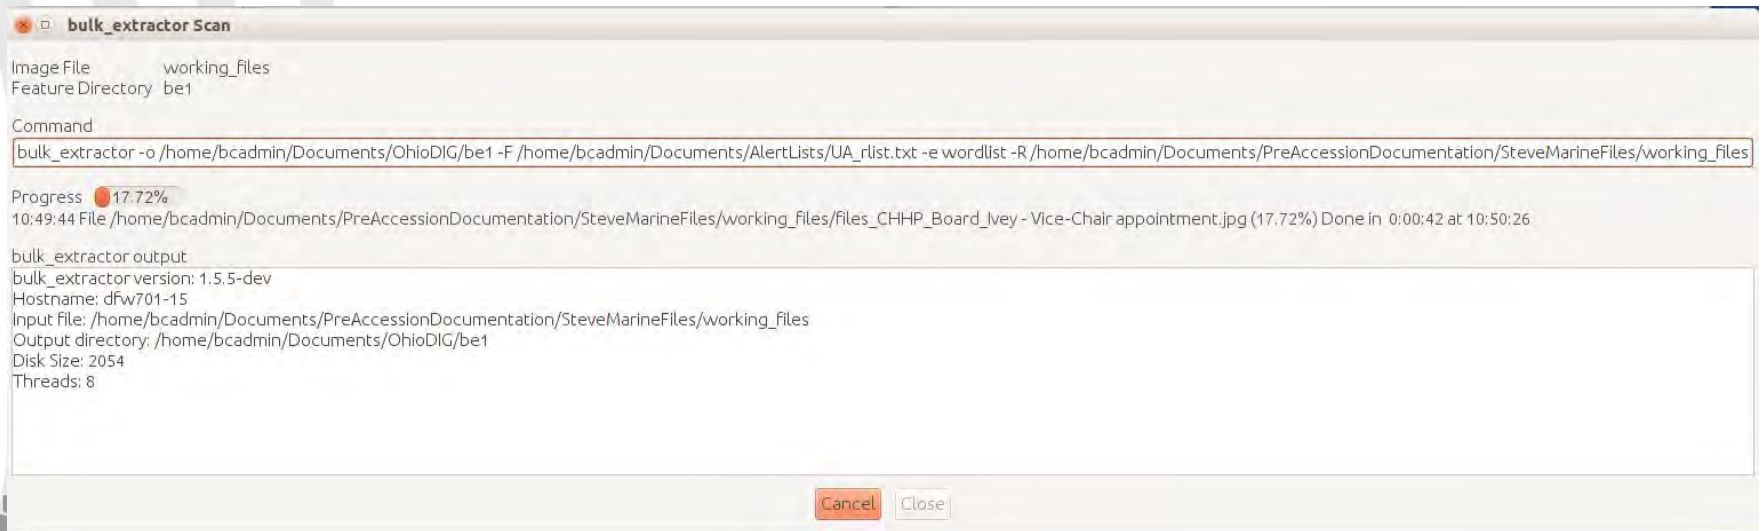 bulk_extractor Scan
Image File working_files
Feature Directory be1
Command
bulk_extractor -o /home/bcadmin/Documents/OhioDIG/be1 -F /home/bcadmin/Documents/AlertLists/UA_rlist.txt -e wordlist -R /home/bcadmin/Documents/PreAccessionDocumentation/SteveMarineFiles/working_files
Progress 17.72%
10:49:44 File /home/bcadmin/Documents/PreAccessionDocumentation/SteveMarineFiles/working_files/files_CHHP_Board_Ivey - Vice-Chair appointment.jpg (17.72%) Done in 0:00:42 at 10:50:26
bulk_extractor output
bulk_extractor version: 1.5.5-dev
Hostname: dfw701-15
Input file: /home/bcadmin/Documents/PreAccessionDocumentation/SteveMarineFiles/working_files
Output directory: /home/bcadmin/Documents/OhioDIG/be1
Disk Size: 2054
Threads: 8
Cancel Close